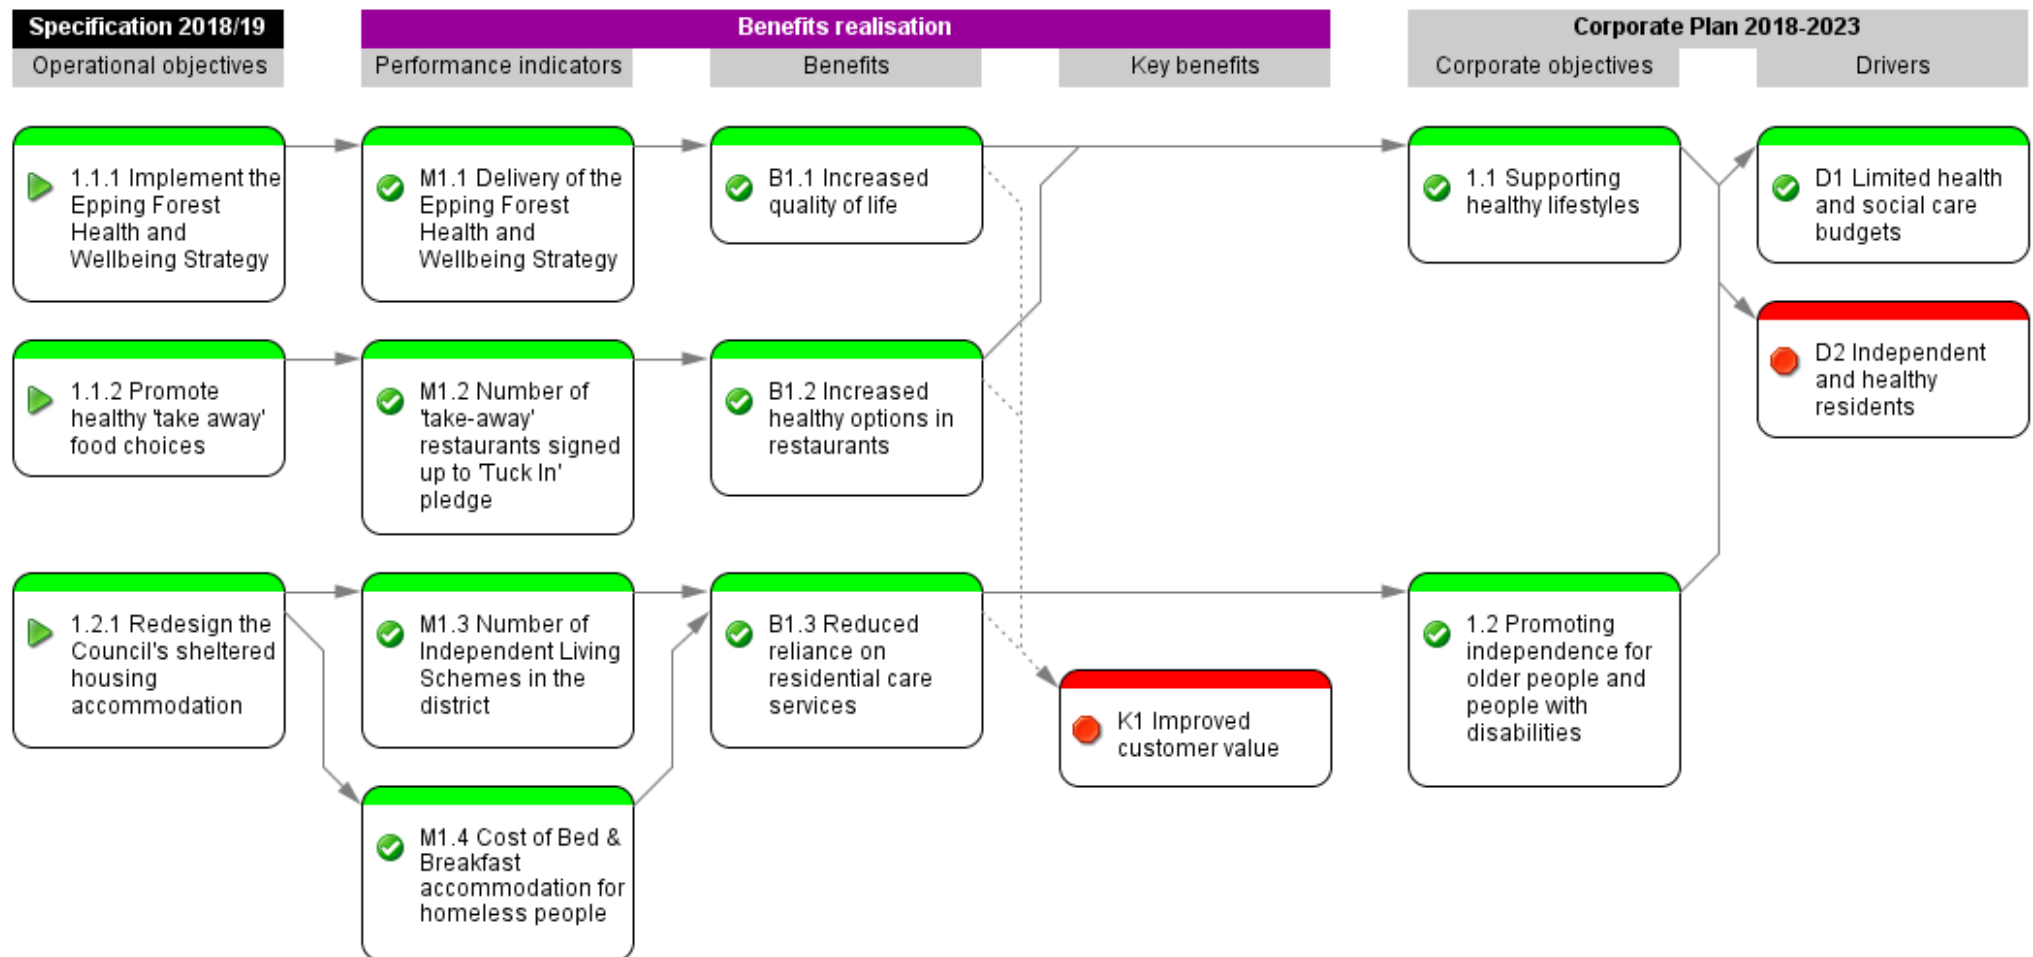 Specification 2018/19
Benefits realisation
Corporate Plan 2018-2023
Operational objectives
Performance indicators
Benefits
Key benefits
Corporate objectives
Drivers
1.1.1 Implement the
Epping Forest
Health and
Wellbeing Strategy
M1.1 Delivery of the
Epping Forest
Health and
Wellbeing Strategy
B1.1 Increased
quality of life
1.1 Supporting
healthy lifestyles
D1 Limited health
and social care
budgets
D2 Independent
and healthy
residents
1.1.2 Promote
healthy 'take away'
food choices
M1.2 Number of
'take-away'
restaurants signed
up to 'Tuck In'
pledge
B1.2 Increased
healthy options in
restaurants
1.2.1 Redesign the
Council's sheltered
housing
accommodation
M1.3 Number of
Independent Living
Schemes in the
district
B1.3 Reduced
reliance on
residential care
services
K1 Improved
customer value
1.2 Promoting
independence for
older people and
people with
disabilities
M1.4 Cost of Bed &
Breakfast
accommodation for
homeless people